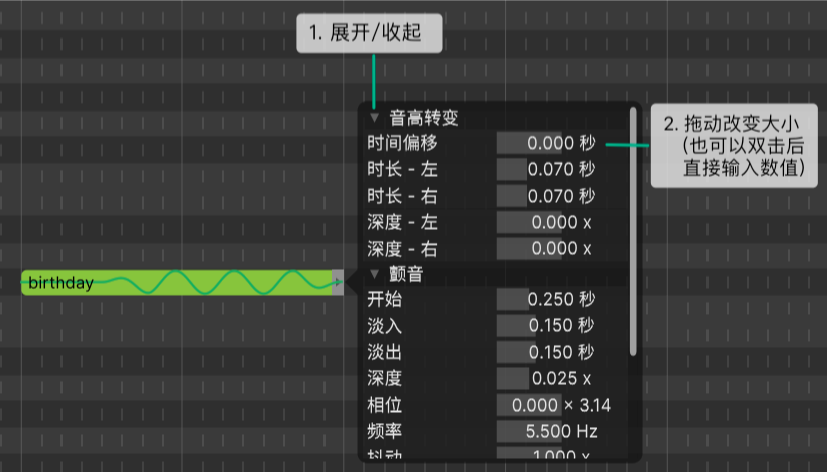 1. 展开/收起
音高转变
时间偏移 0.000 秒
2. 拖动改变大小
(也可以双击后
直接输入数值)
时长 - 左 0.070 秒
时长 - 右 0.070 秒
深度 - 左 0.000 x
深度 - 右 0.000 x
birthday
颤音
开始 0.250 秒
淡入 0.150 秒
淡出 0.150 秒
深度 0.025 x
相位 0.000 × 3.14
频率 5.500 Hz
抖动 1.000 x